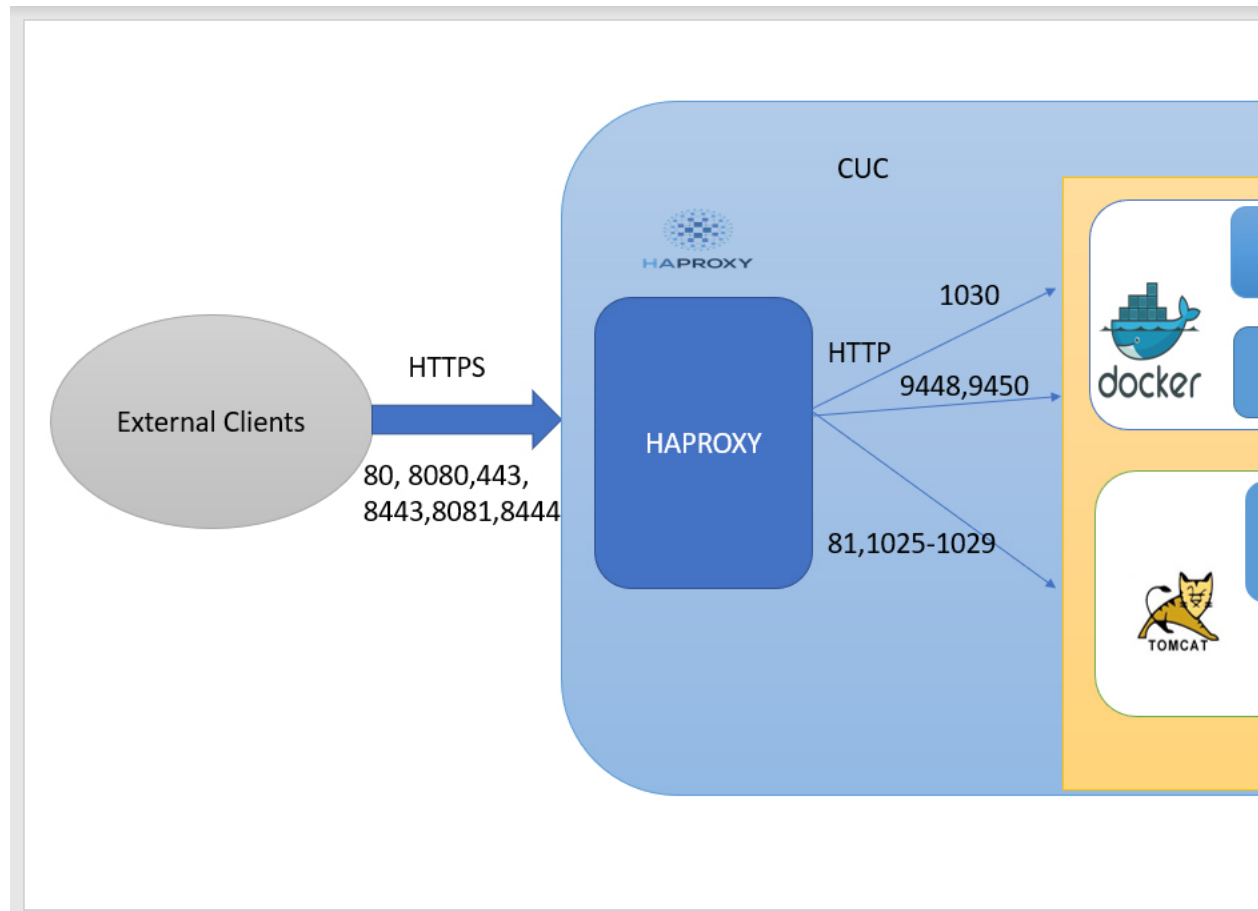 CUC
HAPROXY
1030
HTTP
HTTPS
9448,9450
docker
External Clients
HAPROXY
80, 8080,443,
8443,8081,8444
81,1025-1029
TOMCAT